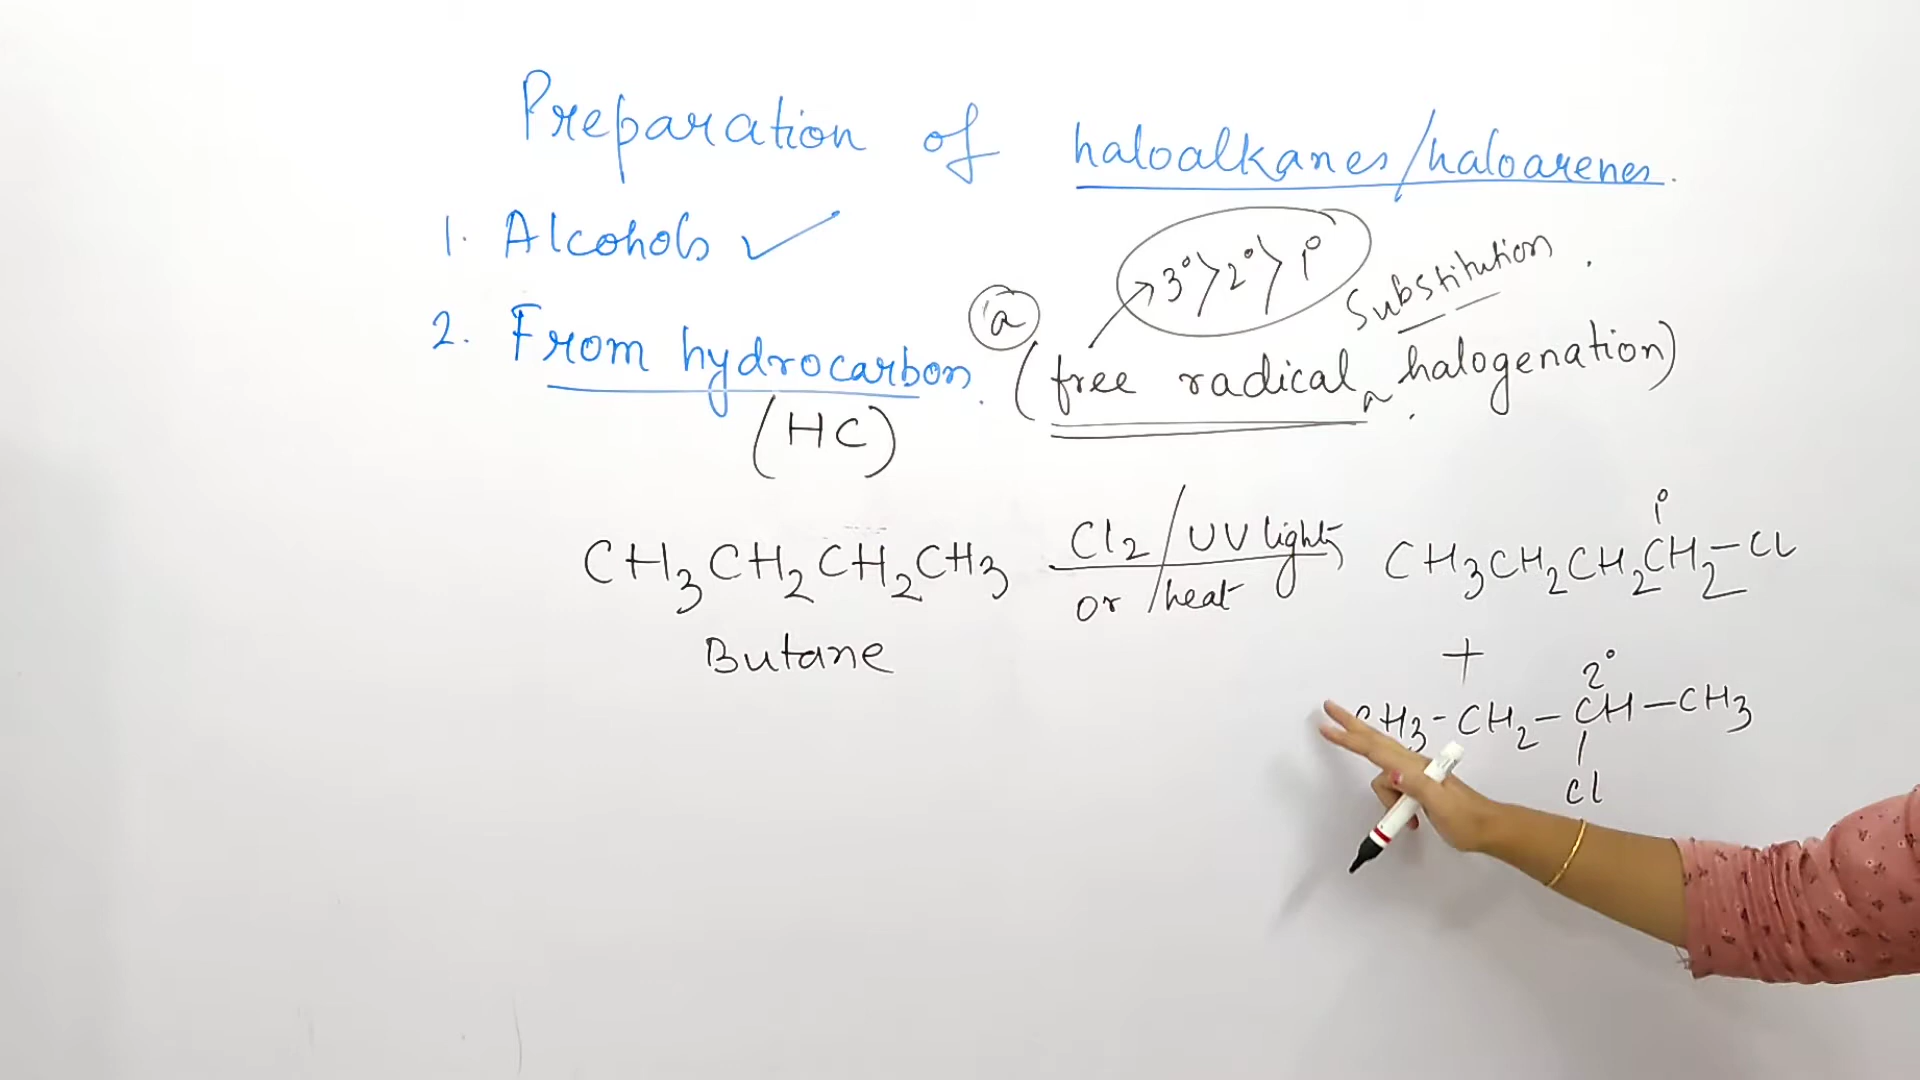 Preparation of haloalkanes/haloarenes.
1. Alcohols ✓
3° > 2° > 1°
Substitution
2. From hydrocarbon. (a) (free radical ^ halogenation)
(HC)
CH3CH2CH2CH3
Cl2/UV light
or /heat
1°
CH3CH2CH2CH2-Cl
Butane
+
2°
CH3-CH2-CH-CH3
|
Cl